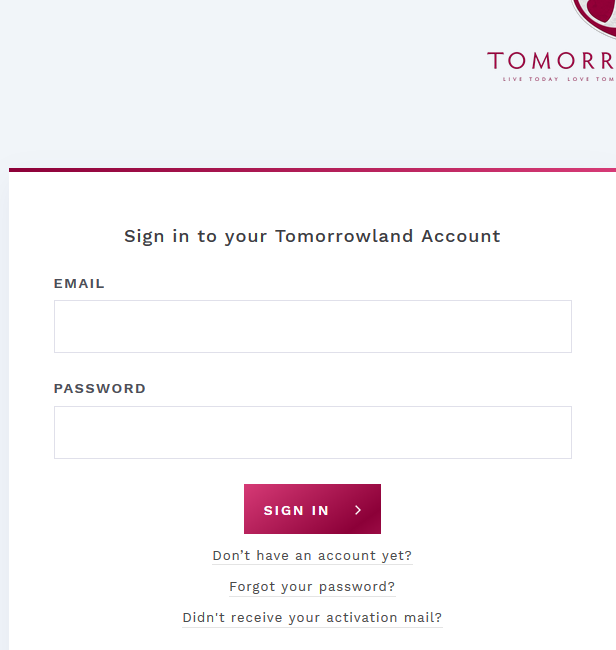 TOMORR
LIVE TODAY LOVE TOM
Sign in to your Tomorrowland Account
EMAIL
PASSWORD
SIGN IN
Don’t have an account yet?
Forgot your password?
Didn't receive your activation mail?